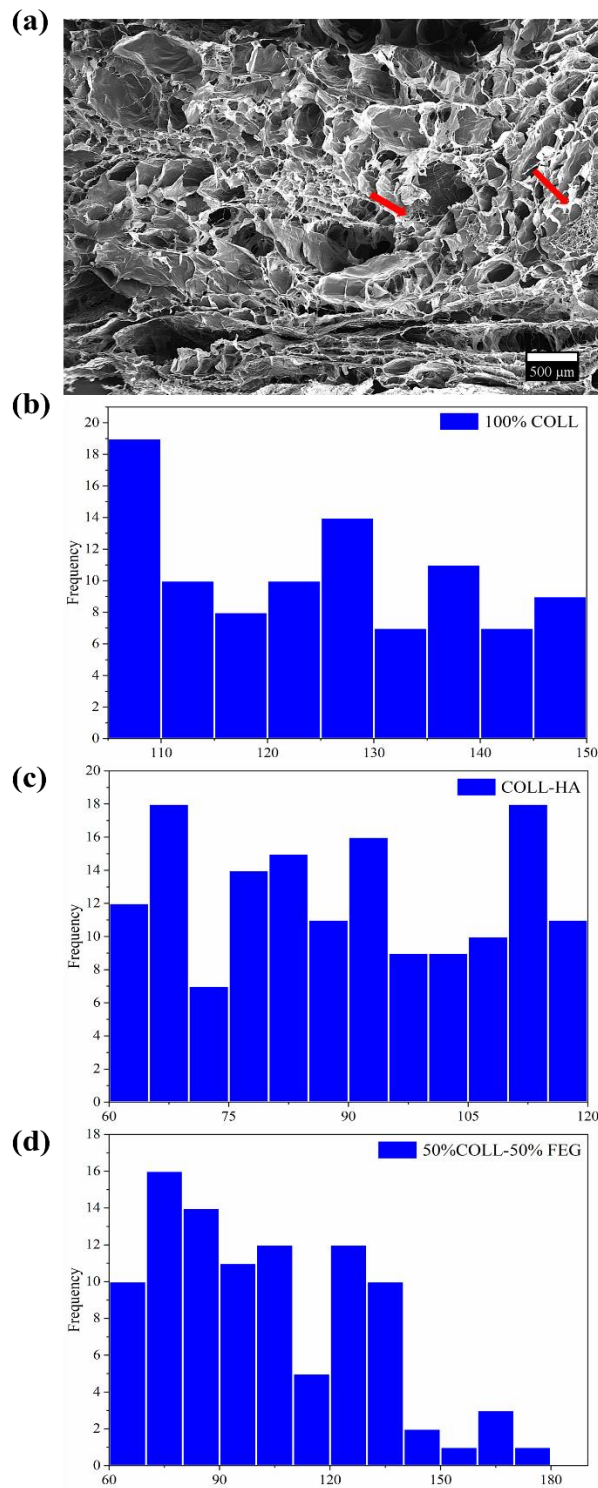 (a)
500 μm
(b)
100% COLL
20
18
16
14
12
10
8
6
4
2
0
Frequency
110 120 130 140 150
(c)
COLL-HA
20
18
16
14
12
10
8
6
4
2
0
Frequency
60 75 90 105 120
(d)
50%COLL-50% FEG
18
16
14
12
10
8
6
4
2
0
Frequency
60 90 120 150 180